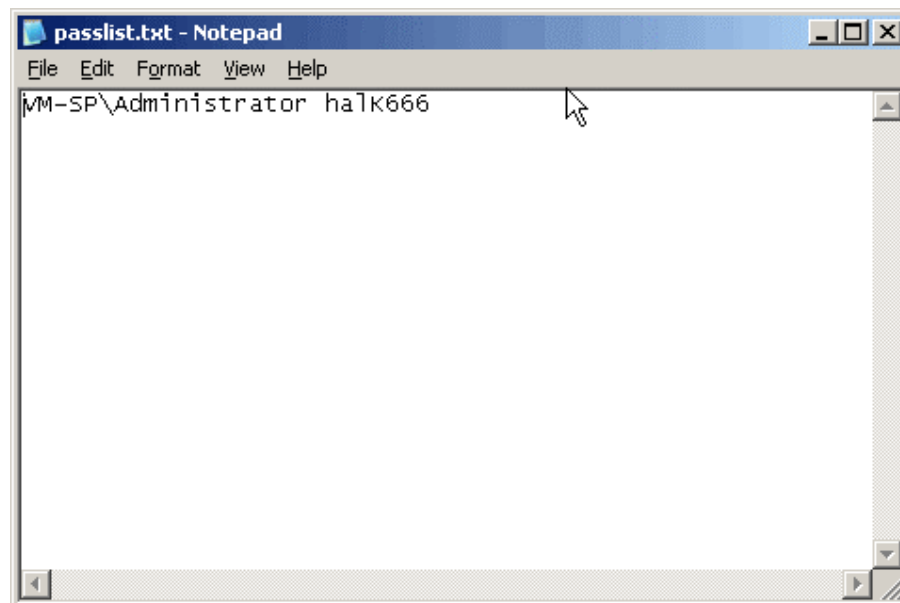 passlist.txt - Notepad
File Edit Format View Help
VM-SP\Administrator halK666